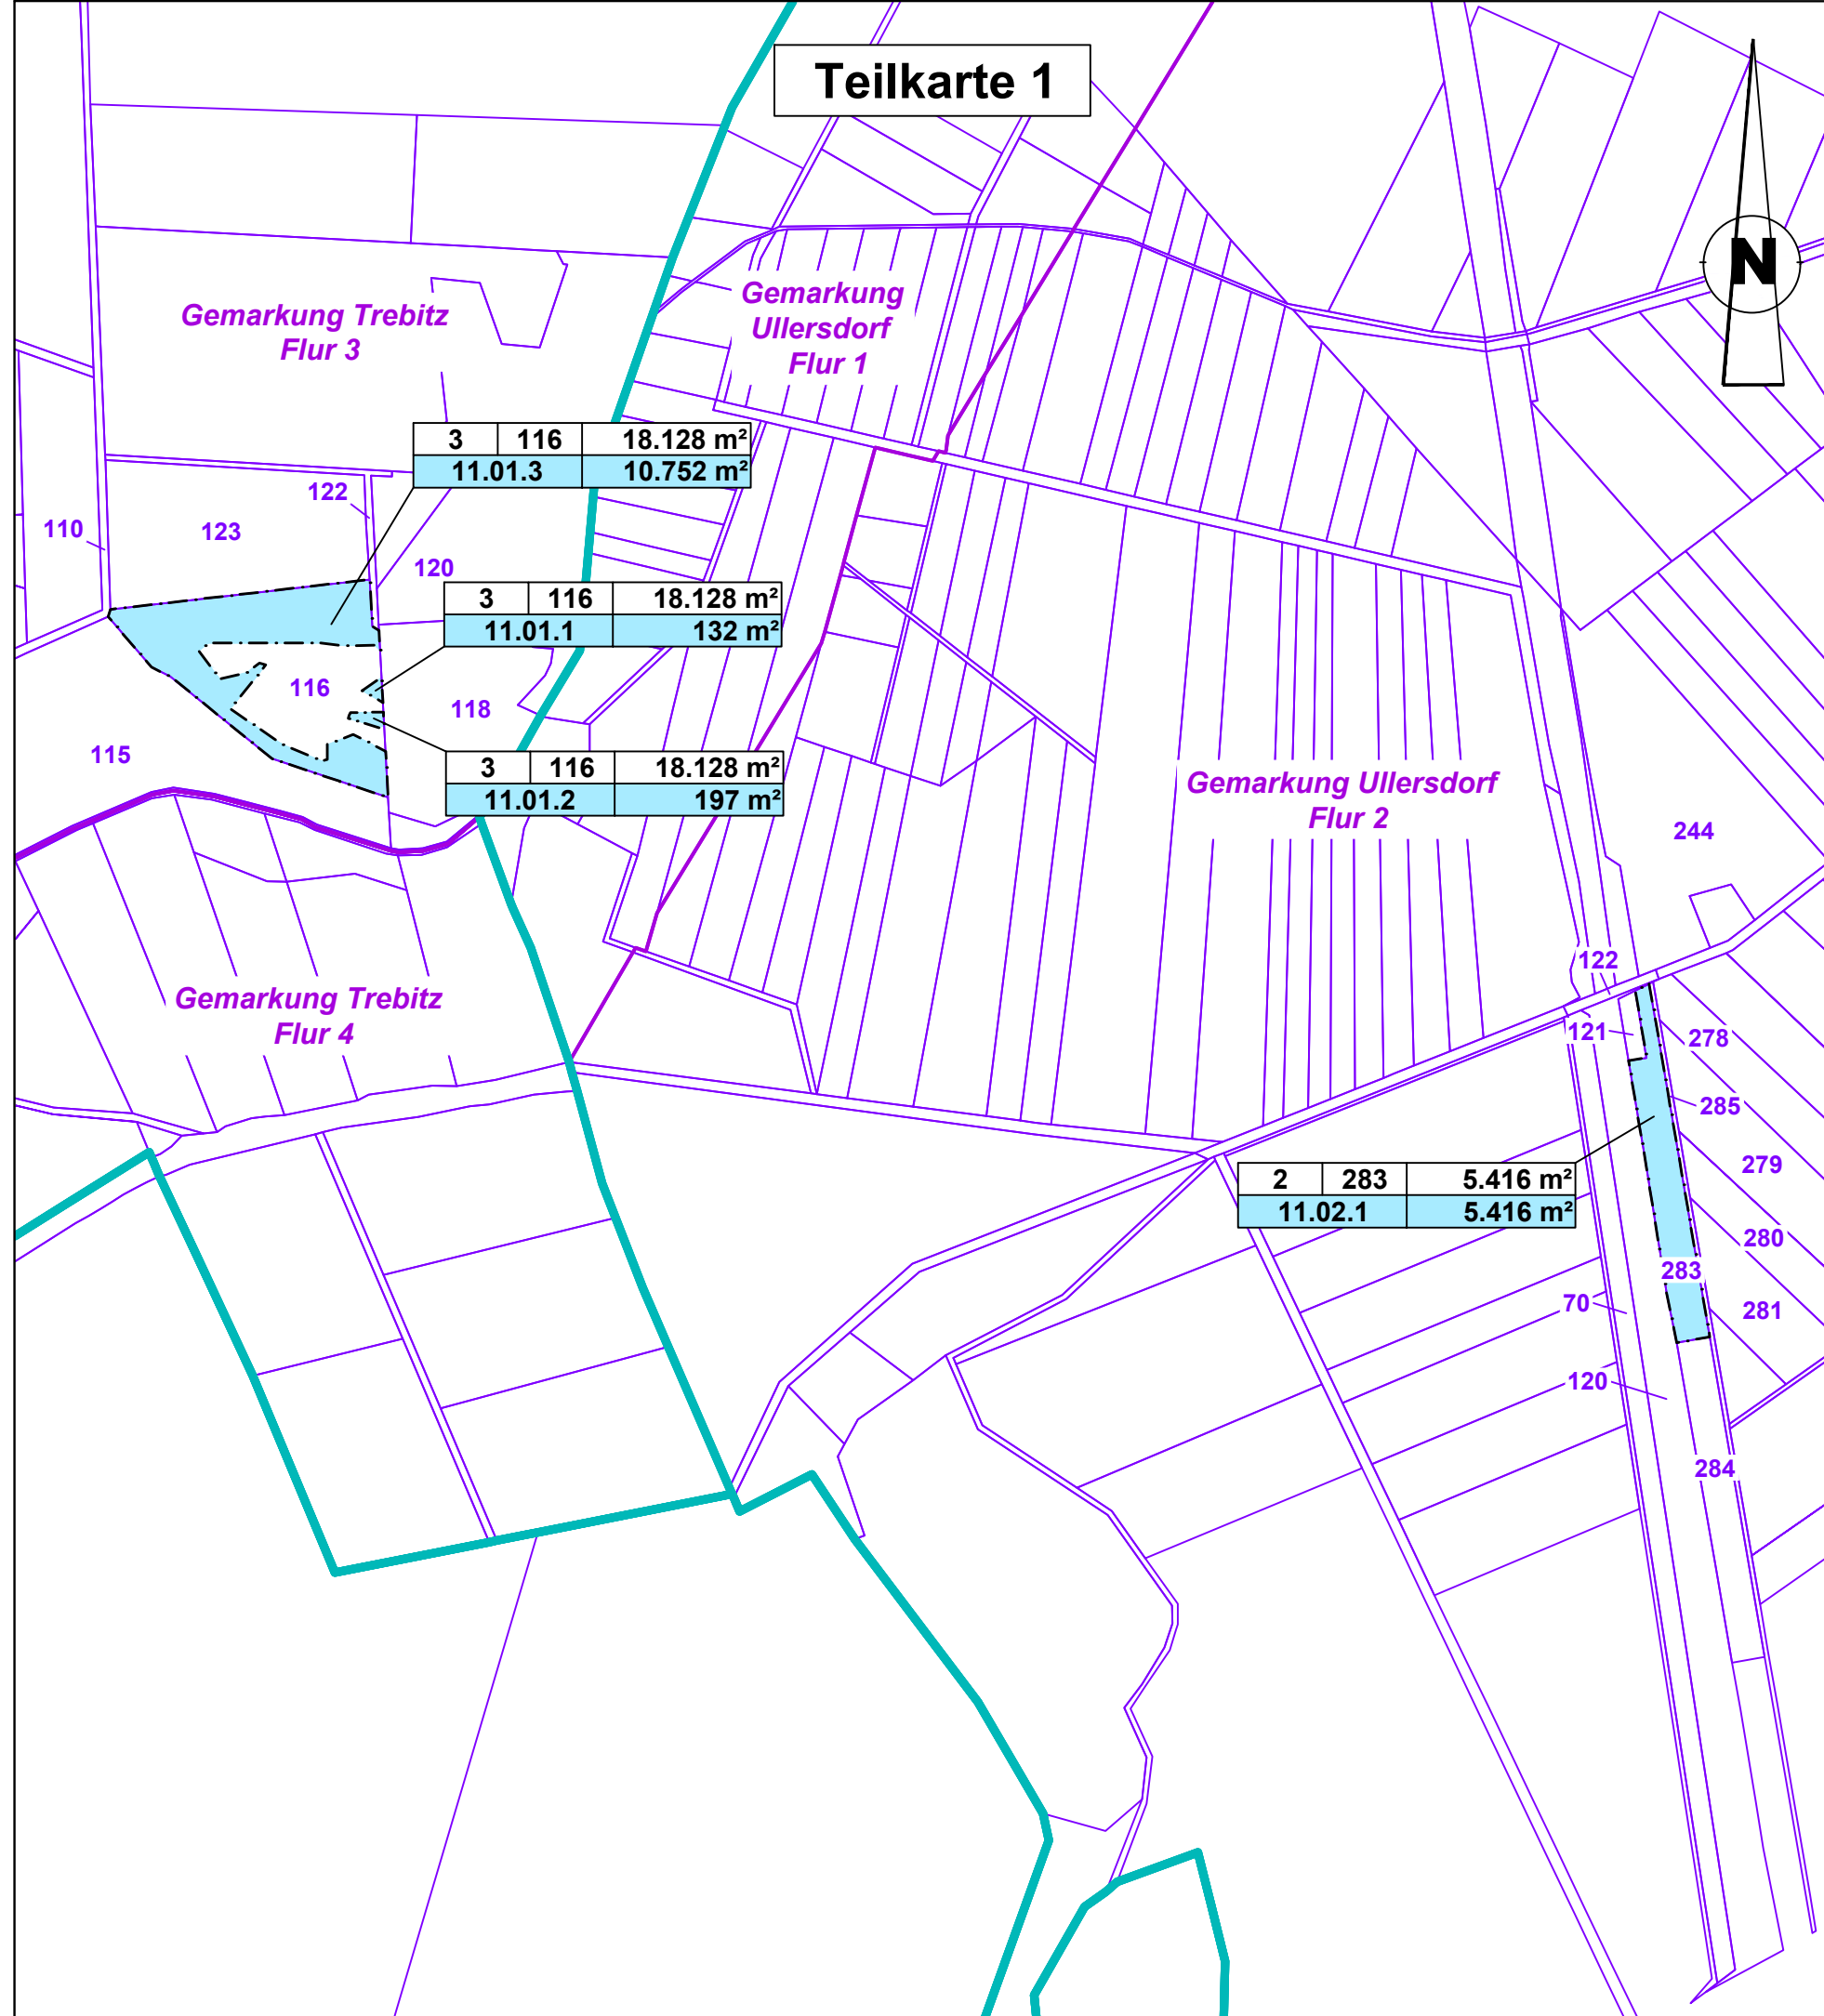 Teilkarte 1
N
Gemarkung Trebitz
Flur 3
Gemarkung
Ullersdorf
Flur 1
3 116 18.128 m²
11.01.3 10.752 m²
122
110
123
120
3 116 18.128 m²
11.01.1 132 m²
116
118
115
3 116 18.128 m²
11.01.2 197 m²
Gemarkung Ullersdorf
Flur 2
244
122
Gemarkung Trebitz
Flur 4
121
278
285
279
2 283 5.416 m²
11.02.1 5.416 m²
280
283
70
281
120
284